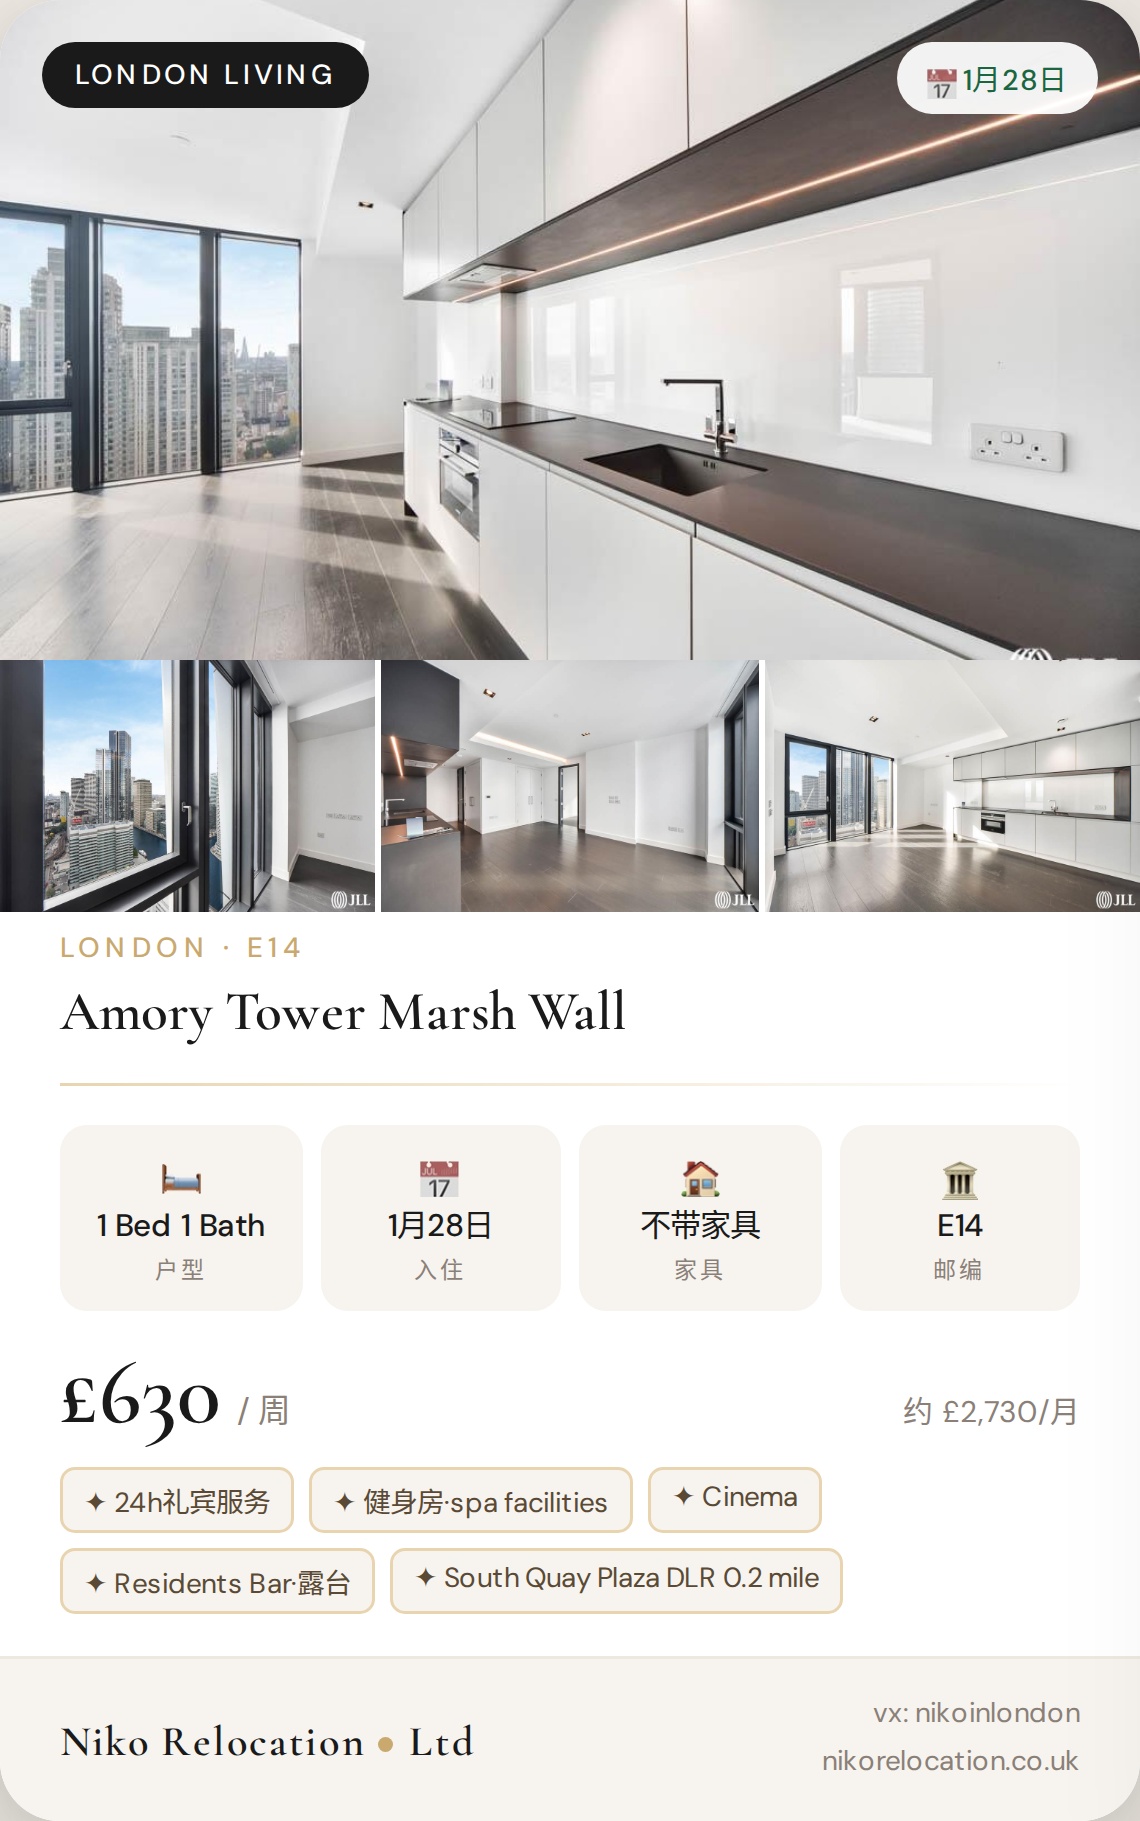 LONDON LIVING
1月28日
JLL
JLL
JLL
LONDON · E14
Amory Tower Marsh Wall
1 Bed 1 Bath
户型
1月28日
入住
不带家具
家具
E14
邮编
£630 / 周
约 £2,730/月
✦ 24h礼宾服务
✦ 健身房·spa facilities
✦ Cinema
✦ Residents Bar·露台
✦ South Quay Plaza DLR 0.2 mile
Niko Relocation • Ltd
vx: nikoinlondon
nikorelocation.co.uk